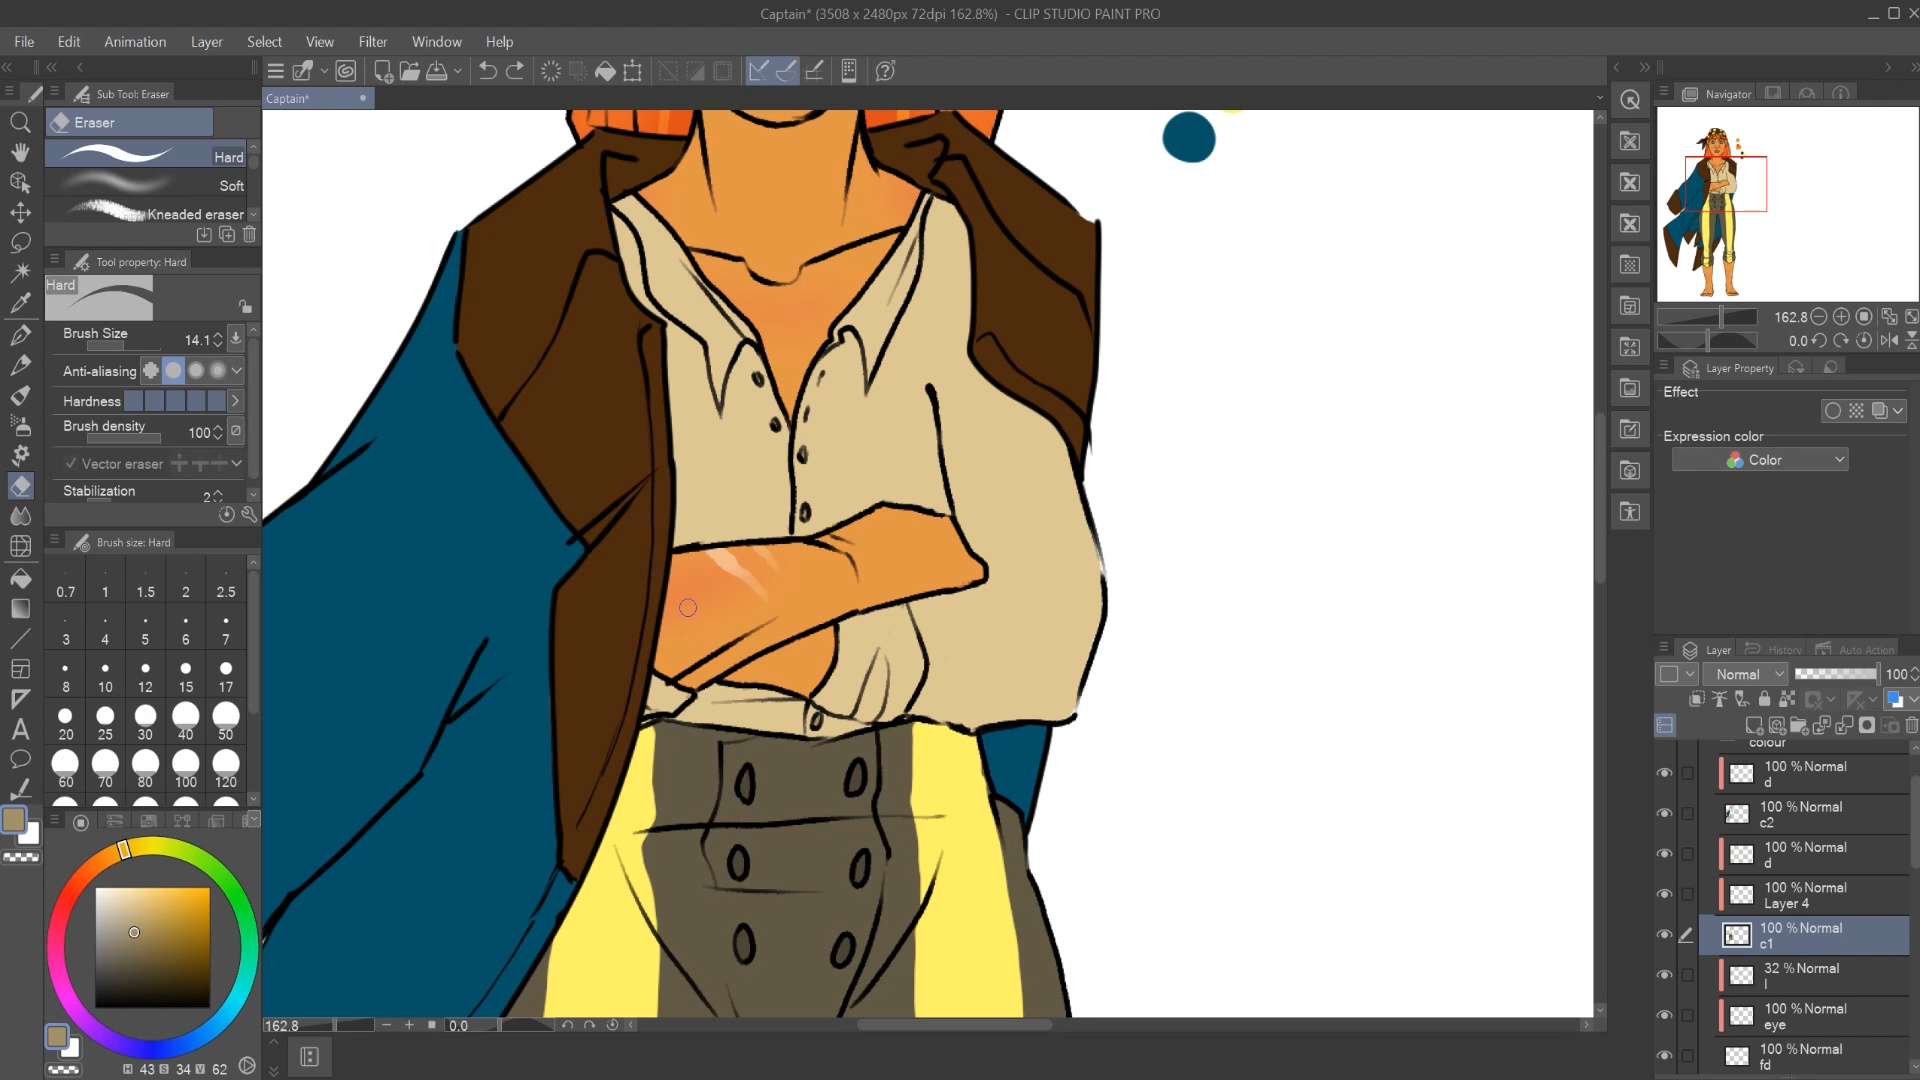 Captain* (3508 x 2480px 72dpi 162.8%) - CLIP STUDIO PAINT PRO
File Edit Animation Layer Select View Filter Window Help
Sub Tool: Eraser
Captain*
Navigator
Eraser
Hard
Soft
Kneaded eraser
Tool property: Hard
Hard
Brush Size 14.1
Anti-aliasing
Hardness
Brush density 100
Vector eraser
Stabilization 2
Brush size: Hard
0.7 1 1.5 2 2.5
3 4 5 6 7
8 10 12 15 17
20 25 30 40 50
60 70 80 100 120
H 43 S 34 V 62
162.8 0.0
162.8
0.0
Layer Property
Effect
Expression color
Color
Layer History Auto Action
Normal 100
colour
100 % Normal
d
100 % Normal
c2
100 % Normal
d
100 % Normal
Layer 4
100 % Normal
c1
32 % Normal
l
100 % Normal
eye
100 % Normal
fd